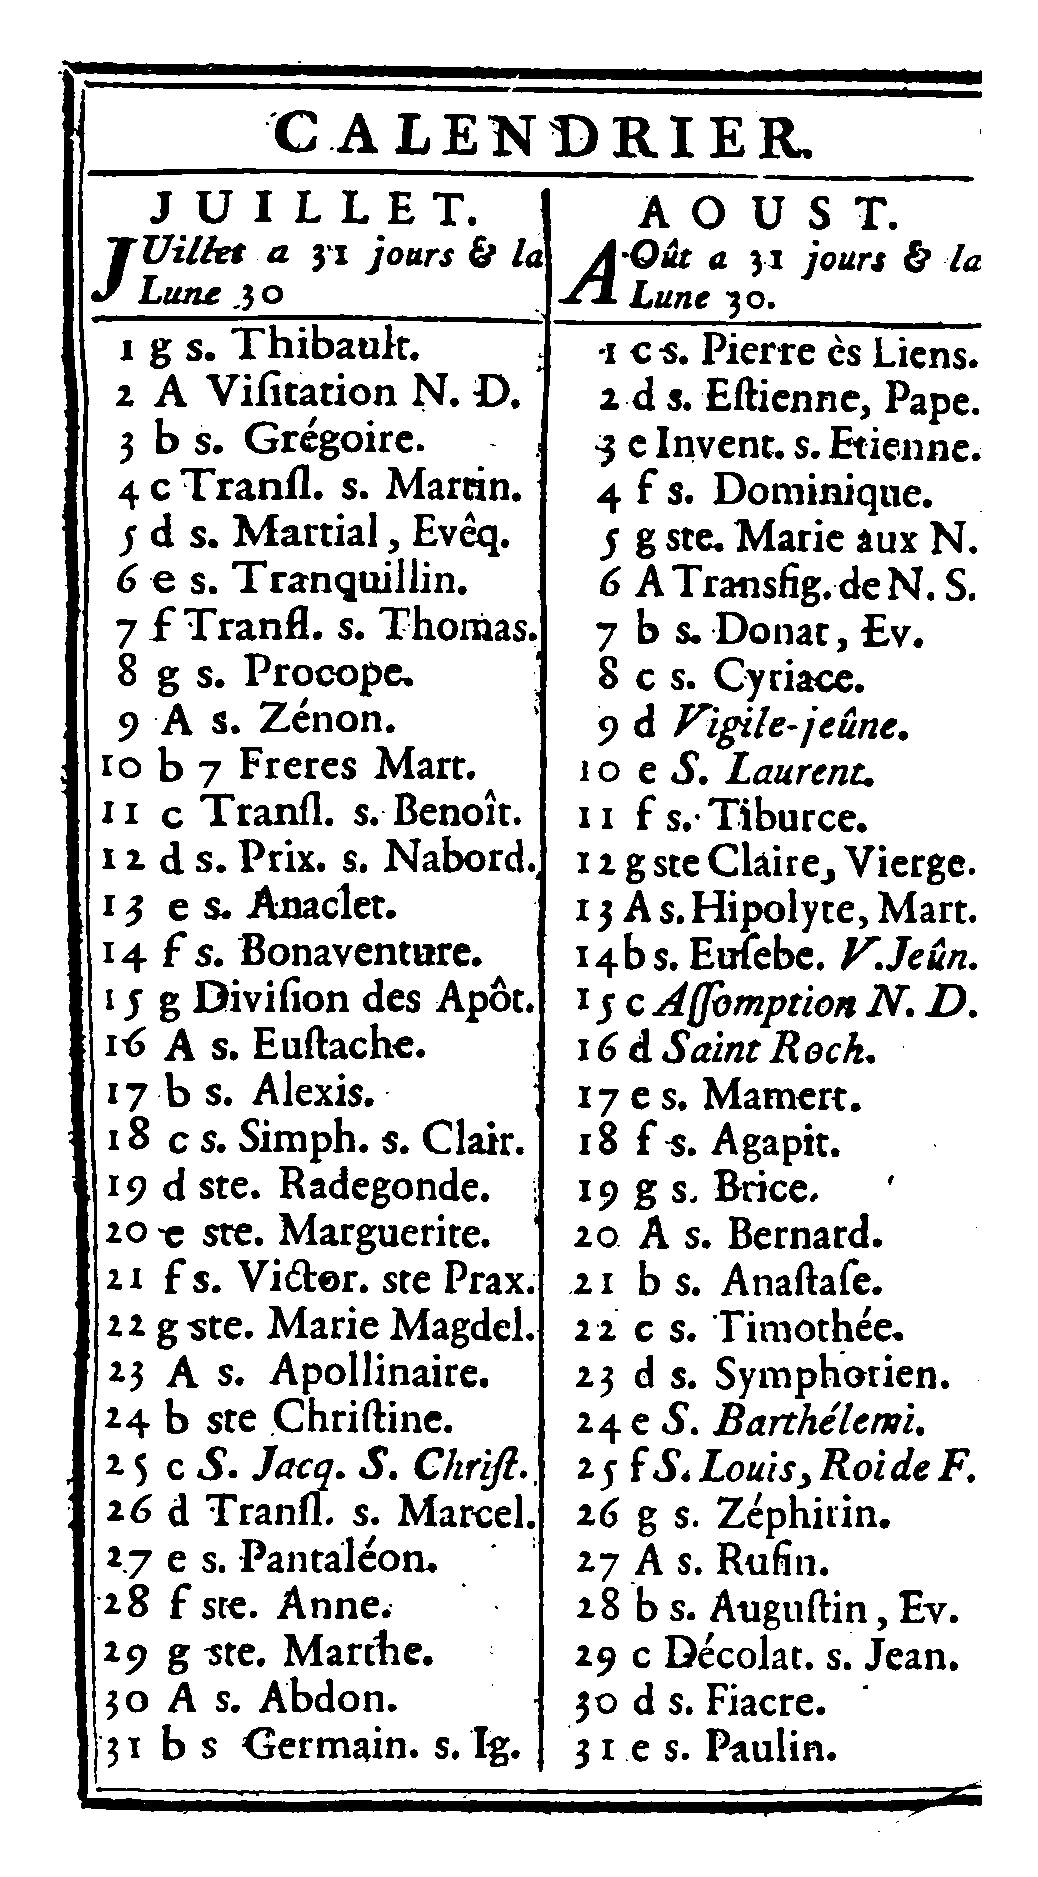 CALENDRIER.
JUILLET.
JUillet a 31 jours & la
Lune 30
1 g s. Thibault.
2 A Viſitation N. D.
3 b s. Grégoire.
4 c Tranſl. s. Martin.
5 d s. Martial, Evêq.
6 e s. Tranquillin.
7 f Tranſl. s. Thomas.
8 g s. Procope.
9 A s. Zénon.
10 b 7 Freres Mart.
11 c Tranſl. s. Benoît.
12 d s. Prix. s. Nabord.
13 e s. Anaclet.
14 f s. Bonaventure.
15 g Diviſion des Apôt.
16 A s. Euſtache.
17 b s. Alexis.
18 c s. Simph. s. Clair.
19 d ste. Radegonde.
20 e ste. Marguerite.
21 f s. Victor. ste Prax.
22 g ste. Marie Magdel.
23 A s. Apollinaire.
24 b ste Chriſtine.
25 c S. Jacq. S. Chriſt.
26 d Tranſl. s. Marcel.
27 e s. Pantaléon.
28 f ste. Anne.
29 g ste. Marthe.
30 A s. Abdon.
31 b s Germain. s. Ig.
AOUST.
AOût a 31 jours & la
Lune 30.
1 c s. Pierre ès Liens.
2 d s. Eſtienne, Pape.
3 e Invent. s. Etienne.
4 f s. Dominique.
5 g ste. Marie aux N.
6 A Transfig. de N. S.
7 b s. Donat, Ev.
8 c s. Cyriace.
9 d Vigile-jeûne.
10 e S. Laurent.
11 f s. Tiburce.
12 g ste Claire, Vierge.
13 A s. Hipolyte, Mart.
14 b s. Euſebe. V. Jeûn.
15 c Aſſomption N. D.
16 d Saint Roch.
17 e s. Mamert.
18 f s. Agapit.
19 g s. Brice.
20 A s. Bernard.
21 b s. Anaſtaſe.
22 c s. Timothée.
23 d s. Symphorien.
24 e S. Barthélemi.
25 f S. Louis, Roi de F.
26 g s. Zéphirin.
27 A s. Rufin.
28 b s. Auguſtin, Ev.
29 c Décolat. s. Jean.
30 d s. Fiacre.
31 e s. Paulin.